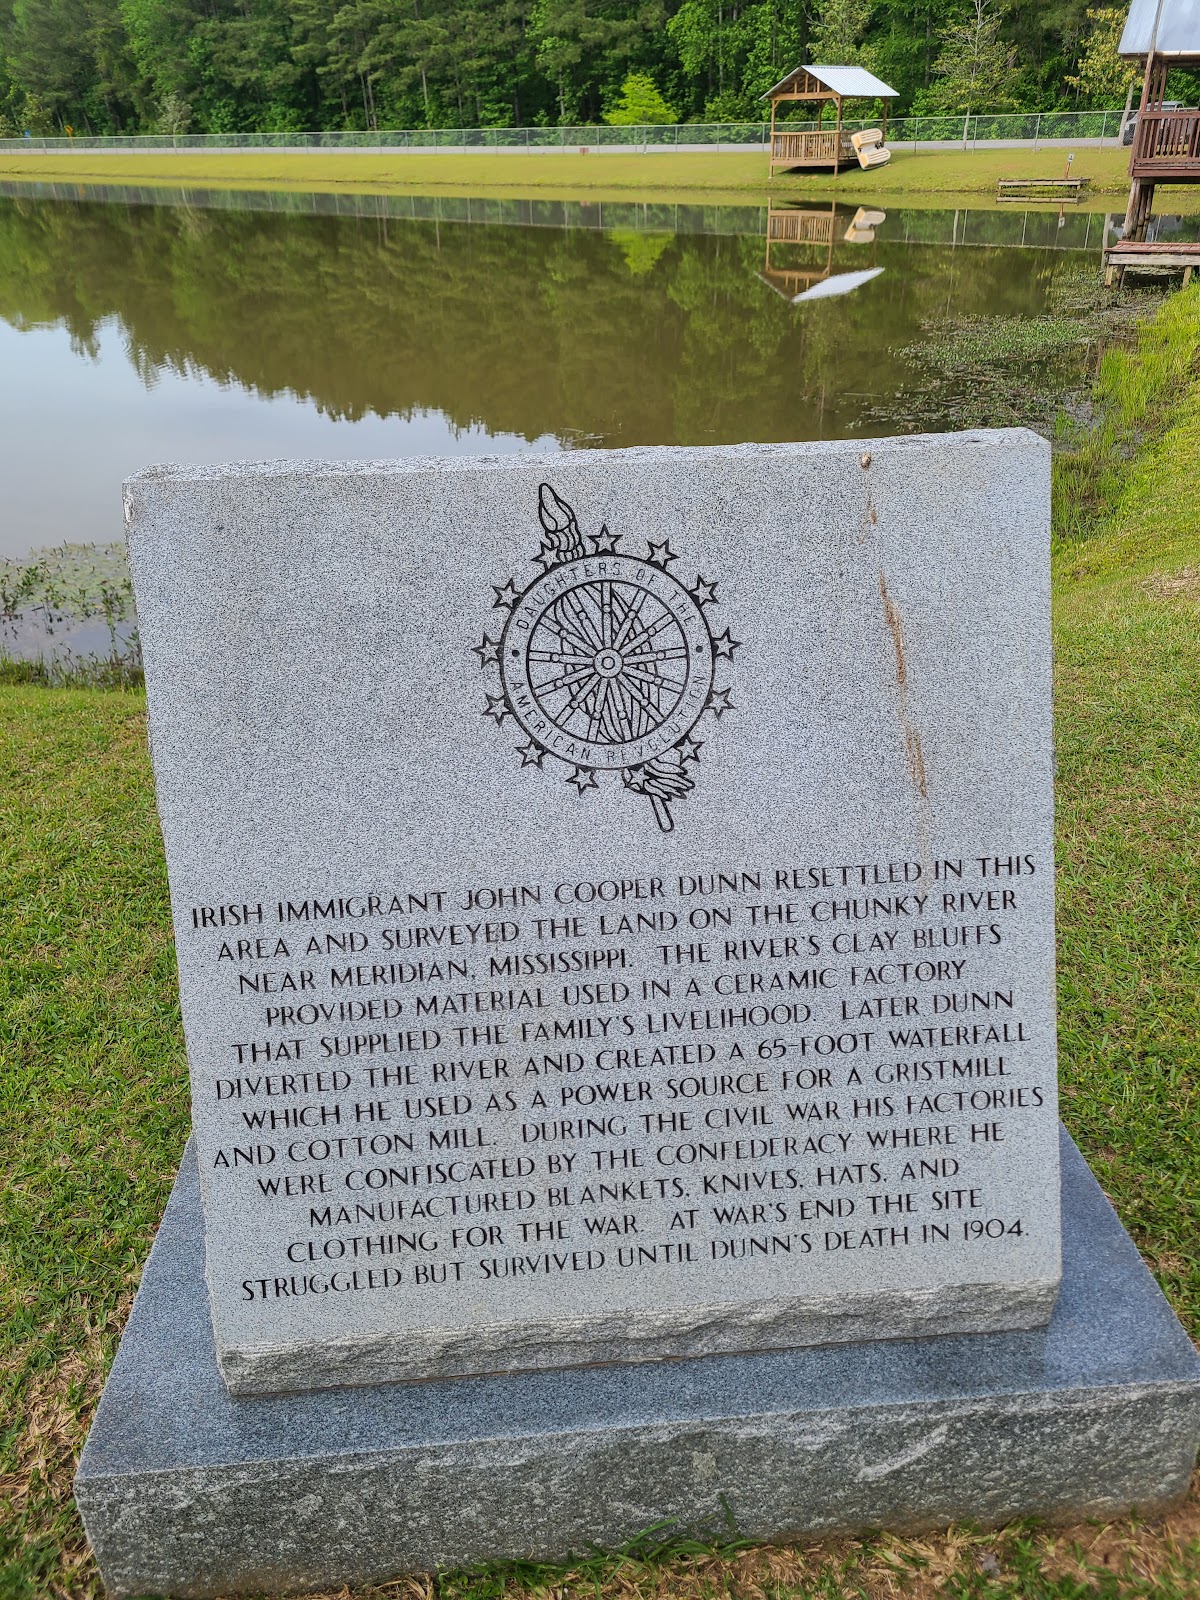 DAUGHTERS OF THE
AMERICAN REVOLUTION
IRISH IMMIGRANT JOHN COOPER DUNN RESETTLED IN THIS
AREA AND SURVEYED THE LAND ON THE CHUNKY RIVER
NEAR MERIDIAN, MISSISSIPPI. THE RIVER'S CLAY BLUFFS
PROVIDED MATERIAL USED IN A CERAMIC FACTORY
THAT SUPPLIED THE FAMILY'S LIVELIHOOD. LATER DUNN
DIVERTED THE RIVER AND CREATED A 65-FOOT WATERFALL
WHICH HE USED AS A POWER SOURCE FOR A GRISTMILL
AND COTTON MILL. DURING THE CIVIL WAR HIS FACTORIES
WERE CONFISCATED BY THE CONFEDERACY WHERE HE
MANUFACTURED BLANKETS, KNIVES, HATS, AND
CLOTHING FOR THE WAR. AT WAR'S END THE SITE
STRUGGLED BUT SURVIVED UNTIL DUNN'S DEATH IN 1904.